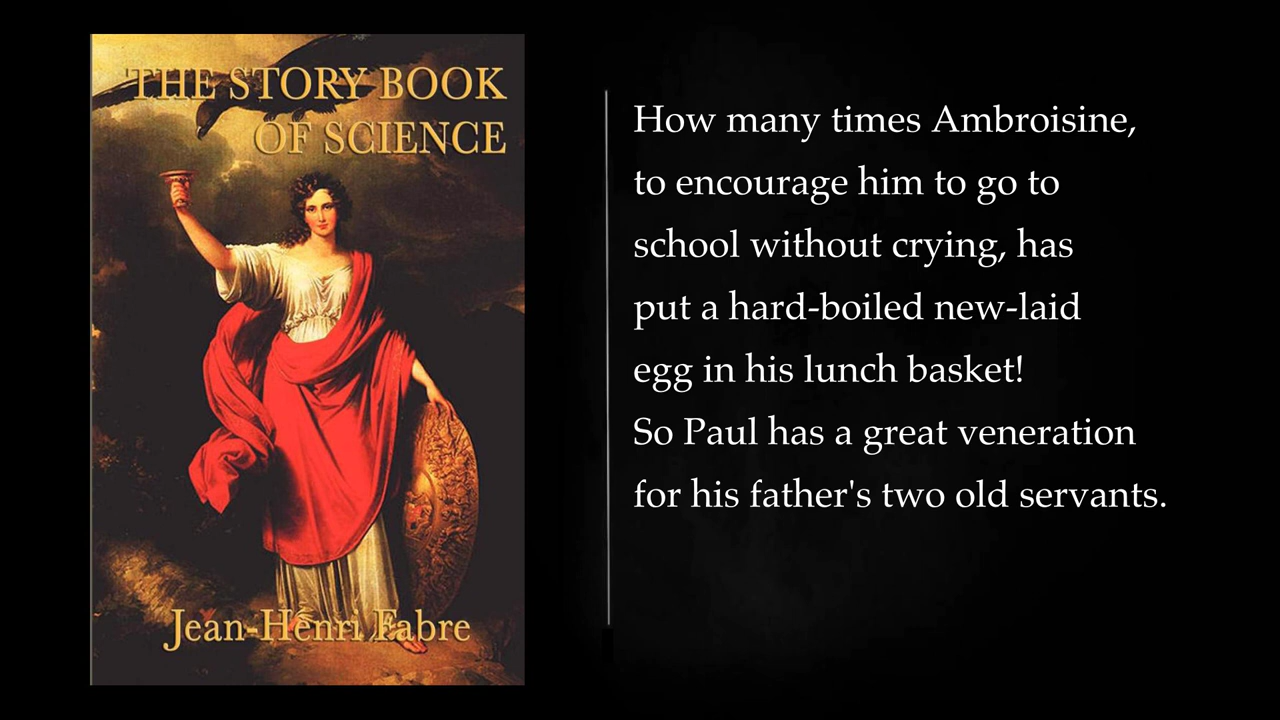 THE STORY BOOK
OF SCIENCE
Jean-Henri Fabre
How many times Ambroisine,
to encourage him to go to
school without crying, has
put a hard-boiled new-laid
egg in his lunch basket!
So Paul has a great veneration
for his father's two old servants.